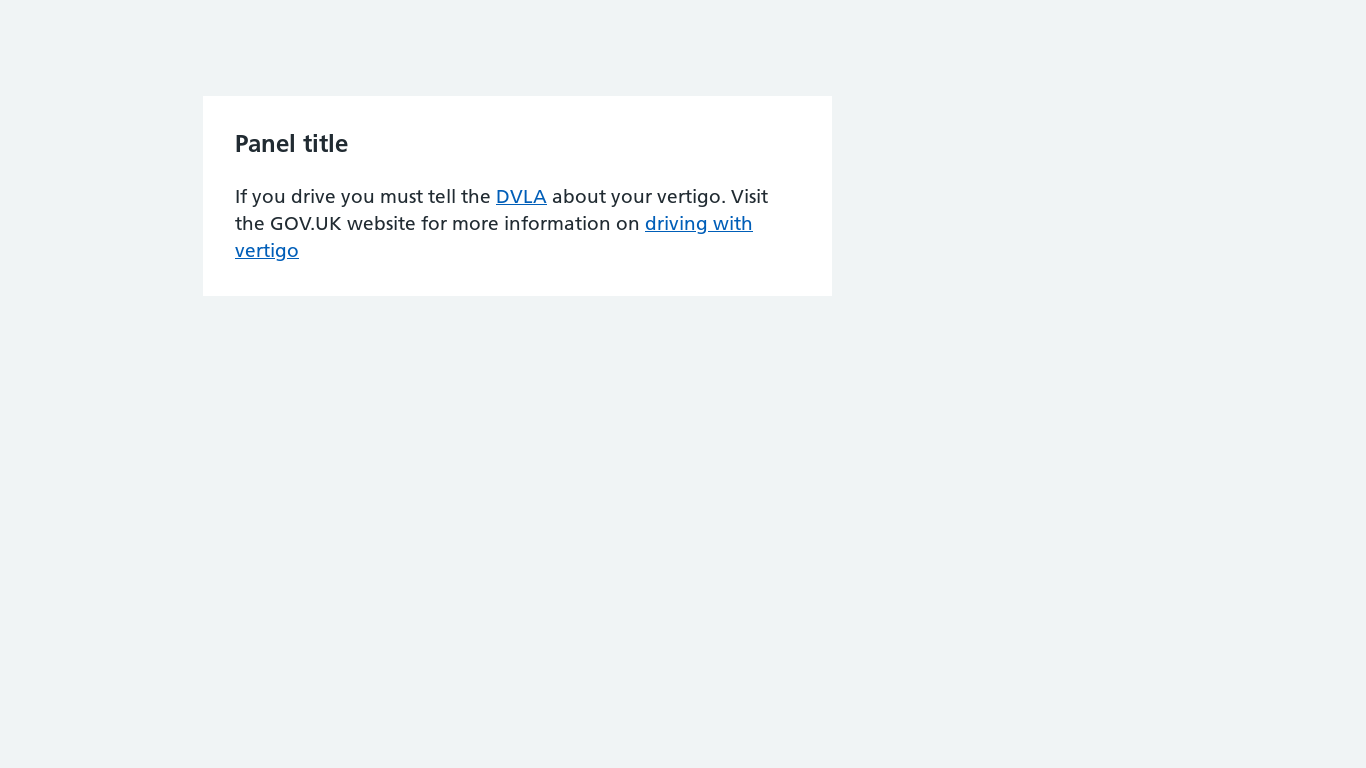 Panel title
If you drive you must tell the DVLA about your vertigo. Visit
the GOV.UK website for more information on driving with
vertigo